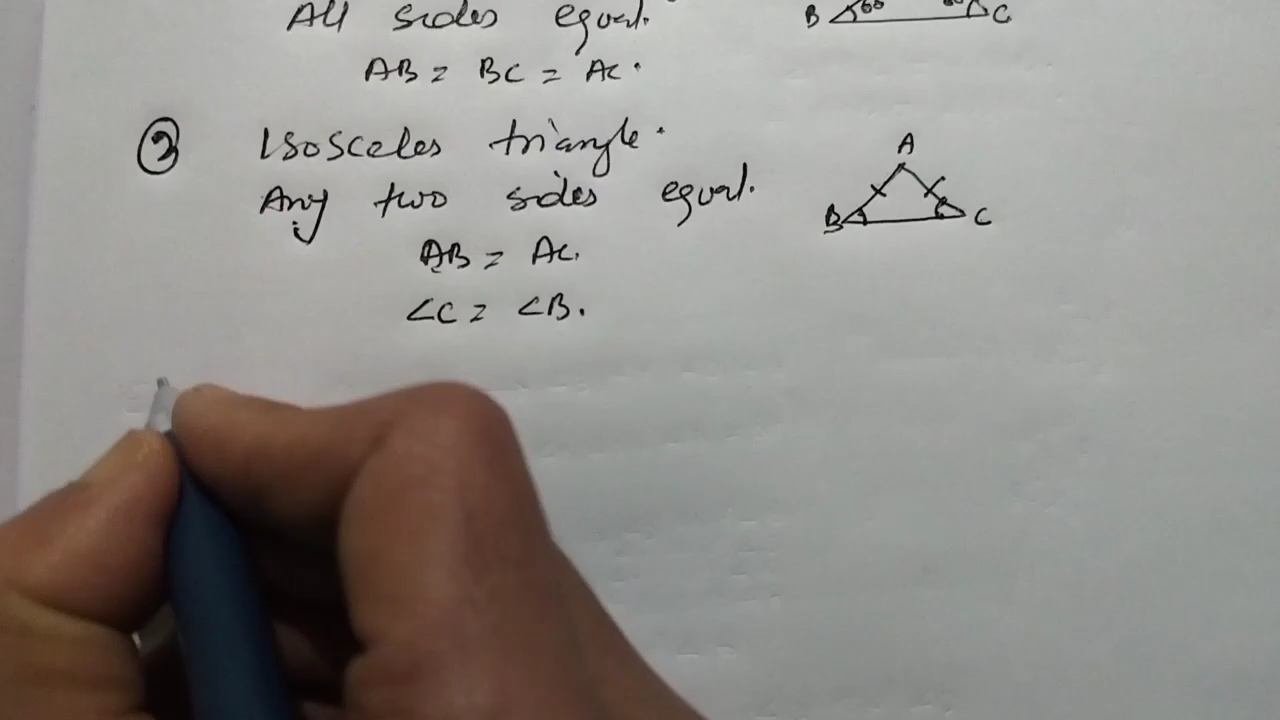 All sides equal.
B 60 60 C
AB = BC = AC.
② Isosceles triangle.
A
Any two sides equal.
B C
AB = AC.
∠C = ∠B.